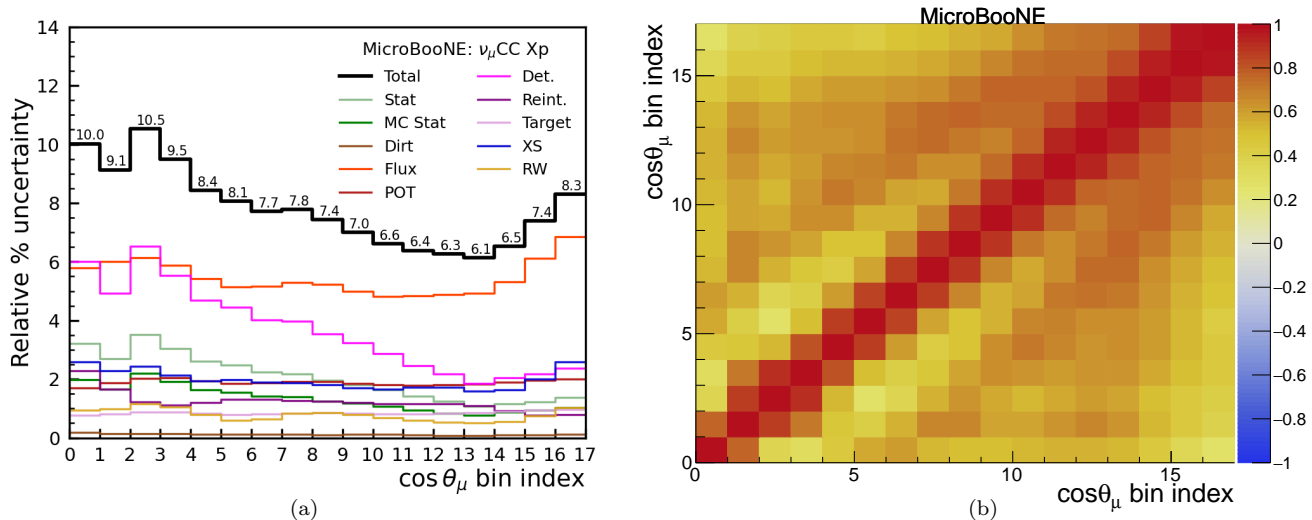 MicroBooNE: νμCC Xp
Total
Stat
MC Stat
Dirt
Flux
POT
Det.
Reint.
Target
XS
RW
Relative % uncertainty
14
12
10
8
6
4
2
0
10.0
9.1
10.5
9.5
8.4
8.1
7.7
7.8
7.4
7.0
6.6
6.4
6.3
6.1
6.5
7.4
8.3
0 1 2 3 4 5 6 7 8 9 10 11 12 13 14 15 16 17
cos θμ bin index
(a)
MicroBooNE
cosθμ bin index
15
10
5
0
0 5 10 15
cosθμ bin index
1
0.8
0.6
0.4
0.2
0
−0.2
−0.4
−0.6
−0.8
−1
(b)